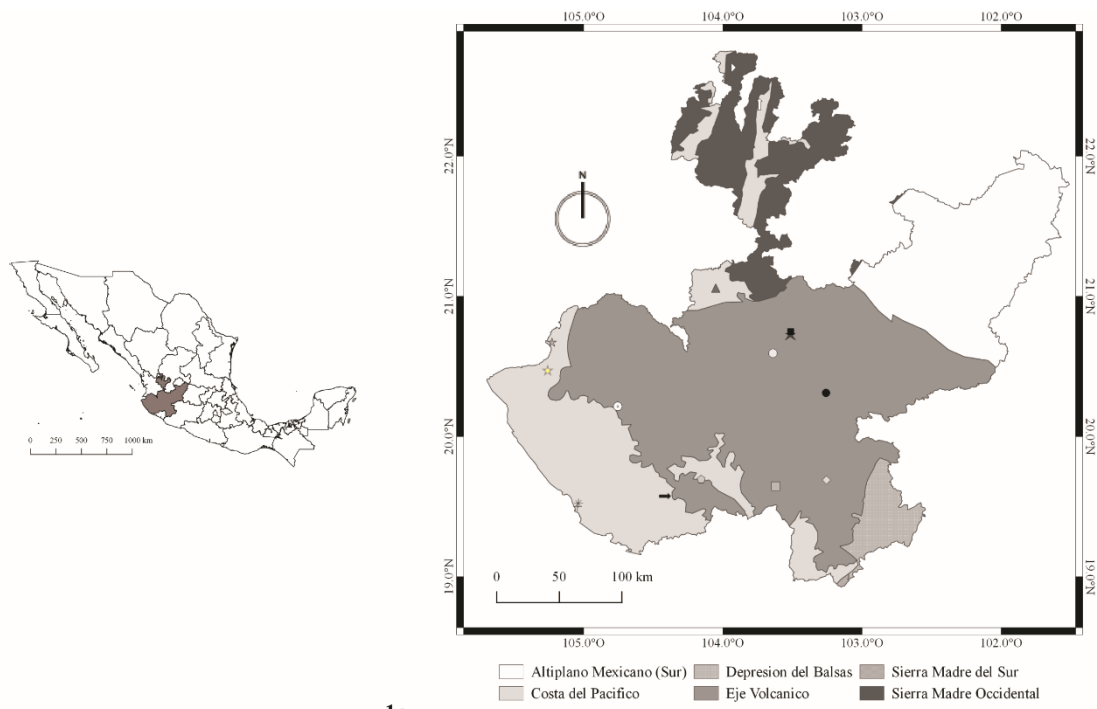 105.0°O 104.0°O 103.0°O 102.0°O
22.0°N 22.0°N
N
21.0°N 21.0°N
20.0°N 20.0°N
0 250 500 750 1000 km
19.0°N 19.0°N
0 50 100 km
105.0°O 104.0°O 103.0°O 102.0°O
Altiplano Mexicano (Sur) Depresion del Balsas Sierra Madre del Sur
Costa del Pacifico Eje Volcanico Sierra Madre Occidental